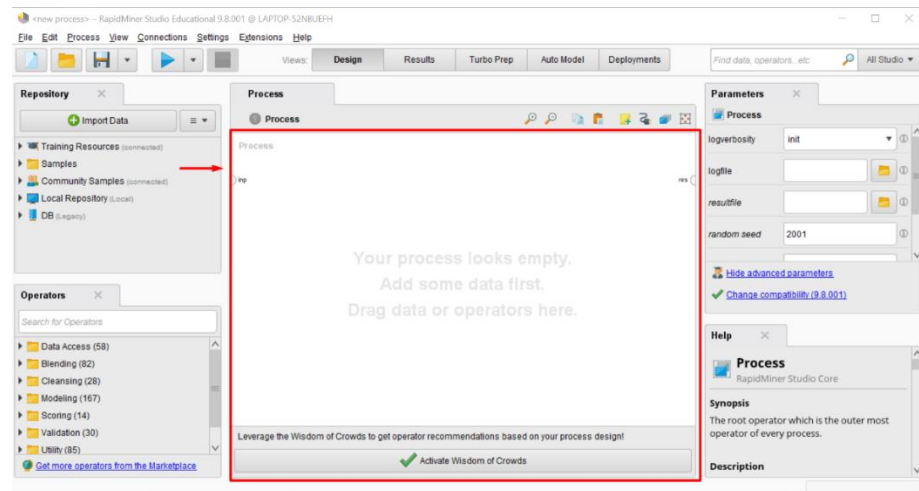 <new process> – RapidMiner Studio Educational 9.8.001 @ LAPTOP-52NBUEFH
File Edit Process View Connections Settings Extensions Help
Views: Design Results Turbo Prep Auto Model Deployments
Find data, operators...etc All Studio
Repository
Import Data
Training Resources (connected)
Samples
Community Samples (connected)
Local Repository (Local)
DB (Legacy)
Operators
Search for Operators
Data Access (58)
Blending (82)
Cleansing (28)
Modeling (167)
Scoring (14)
Validation (30)
Utility (85)
Get more operators from the Marketplace
Process
Process
Process
inp
res
Your process looks empty.
Add some data first.
Drag data or operators here.
Leverage the Wisdom of Crowds to get operator recommendations based on your process design!
Activate Wisdom of Crowds
Parameters
Process
logverbosity init
logfile
resultfile
random seed 2001
Hide advanced parameters
Change compatibility (9.8.001)
Help
Process
RapidMiner Studio Core
Synopsis
The root operator which is the outer most
operator of every process.
Description